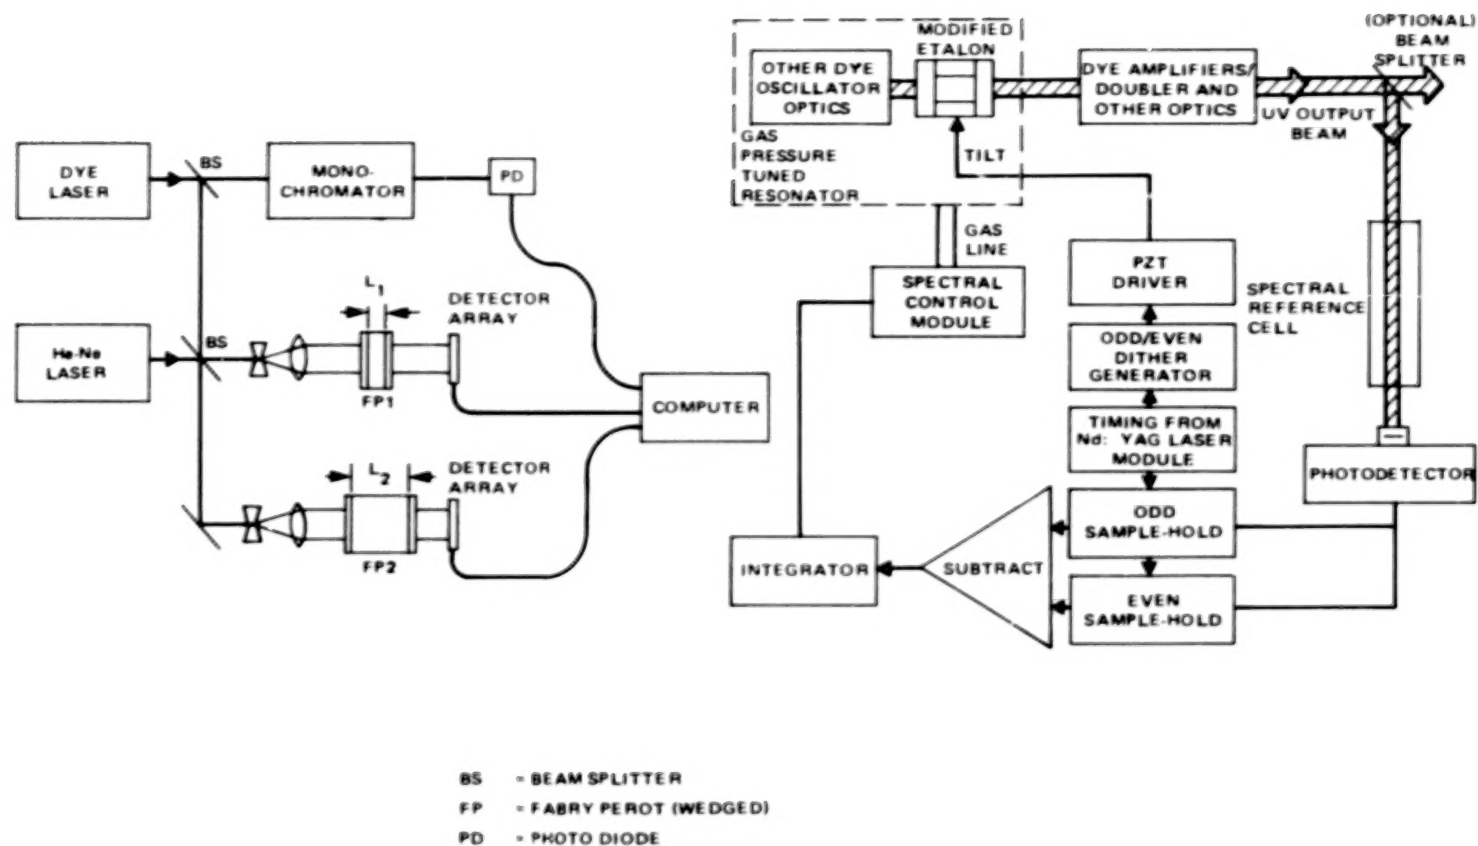 DYE
LASER
BS
MONO-
CHROMATOR
PD
He-Ne
LASER
BS
L1
DETECTOR
ARRAY
FP1
COMPUTER
L2
DETECTOR
ARRAY
FP2
OTHER DYE
OSCILLATOR
OPTICS
MODIFIED
ETALON
DYE AMPLIFIERS/
DOUBLER AND
OTHER OPTICS
(OPTIONAL)
BEAM
SPLITTER
UV OUTPUT
BEAM
GAS
PRESSURE
TUNED
RESONATOR
TILT
GAS
LINE
SPECTRAL
CONTROL
MODULE
PZT
DRIVER
SPECTRAL
REFERENCE
CELL
ODD/EVEN
DITHER
GENERATOR
TIMING FROM
Nd: YAG LASER
MODULE
PHOTODETECTOR
ODD
SAMPLE-HOLD
EVEN
SAMPLE-HOLD
SUBTRACT
INTEGRATOR
BS = BEAM SPLITTER
FP = FABRY PEROT (WEDGED)
PD = PHOTO DIODE